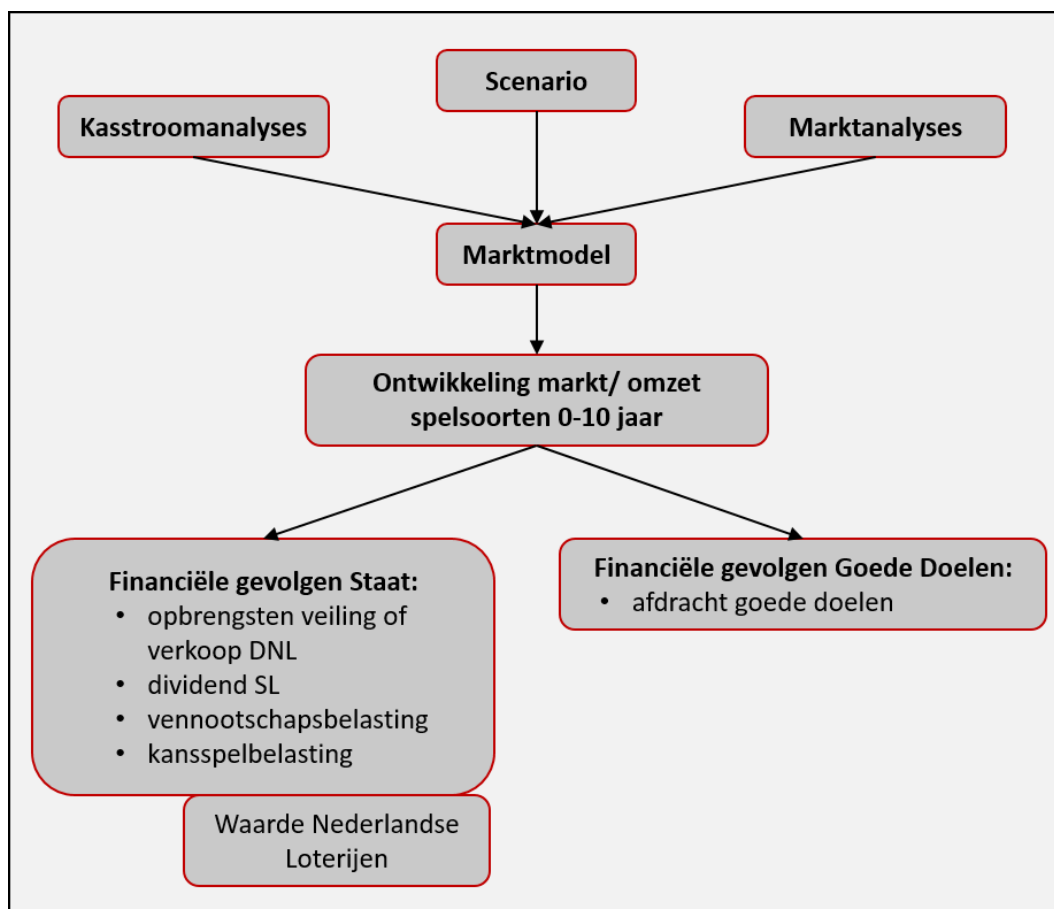 Scenario
Kasstroomanalyses
Marktanalyses
Marktmodel
Ontwikkeling markt/ omzet
spelsoorten 0-10 jaar
Financiële gevolgen Staat:
• opbrengsten veiling of
verkoop DNL
• dividend SL
• vennootschapsbelasting
• kansspelbelasting
Waarde Nederlandse
Loterijen
Financiële gevolgen Goede Doelen:
• afdracht goede doelen